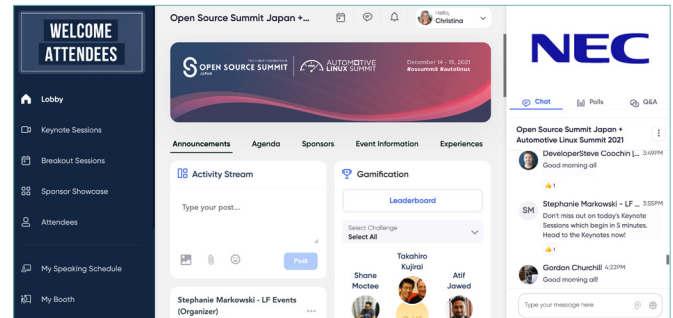 WELCOME
ATTENDEES
Lobby
Keynote Sessions
Breakout Sessions
Sponsor Showcase
Attendees
My Speaking Schedule
My Booth
Open Source Summit Japan +...
Hello,
Christina
THE LINUX FOUNDATION
OPEN SOURCE SUMMIT
JAPAN
AUTOMOTIVE
LINUX SUMMIT
December 14 - 15, 2021
#ossummit #autolinux
Announcements
Agenda
Sponsors
Event Information
Experiences
Activity Stream
Type your post...
Post
Stephanie Markowski - LF Events
(Organizer)
Gamification
Leaderboard
Select Challenge
Select All
Takahiro
Kujirai
Shane
Moctee
Atif
Jawed
NEC
Chat
Polls
Q&A
Open Source Summit Japan +
Automotive Linux Summit 2021
DeveloperSteve Coochin |... 3:49PM
Good morning all
1
SM
Stephanie Markowski - LF ... 3:55PM
Don't miss out on today's Keynote
Sessions which begin in 5 minutes.
Head to the Keynotes now!
1
Gordon Churchill 4:22PM
Good morning all!
Type your message here